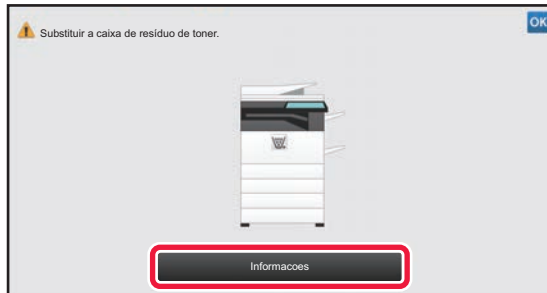 Substituir a caixa de resíduo de toner.
OK
Informacoes